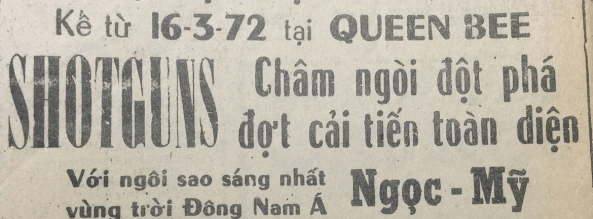 Kể từ 16-3-72 tại QUEEN BEE
SHOTGUNS
Châm ngòi đột phá
đợt cải tiến toàn diện
Với ngôi sao sáng nhất
vùng trời Đông Nam Á
Ngọc - Mỹ